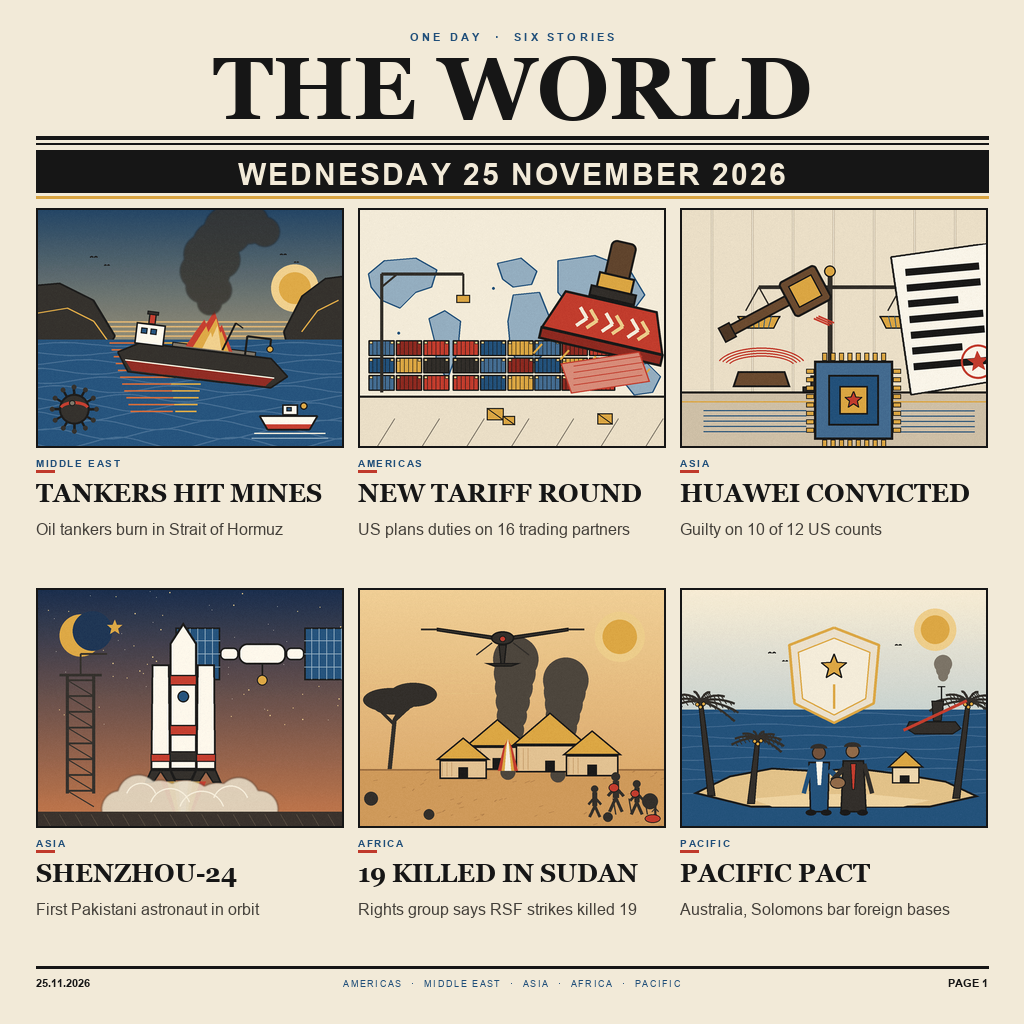 ONE DAY · SIX STORIES
THE WORLD
WEDNESDAY 25 NOVEMBER 2026
MIDDLE EAST
TANKERS HIT MINES
Oil tankers burn in Strait of Hormuz
AMERICAS
NEW TARIFF ROUND
US plans duties on 16 trading partners
ASIA
HUAWEI CONVICTED
Guilty on 10 of 12 US counts
ASIA
SHENZHOU-24
First Pakistani astronaut in orbit
AFRICA
19 KILLED IN SUDAN
Rights group says RSF strikes killed 19
PACIFIC
PACIFIC PACT
Australia, Solomons bar foreign bases
25.11.2026
AMERICAS · MIDDLE EAST · ASIA · AFRICA · PACIFIC
PAGE 1